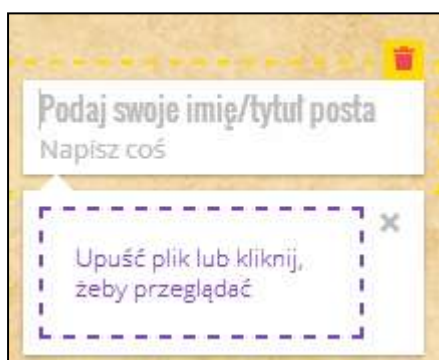 Podaj swoje imię/tytuł posta
Napisz coś
Upuść plik lub kliknij,
żeby przeglądać